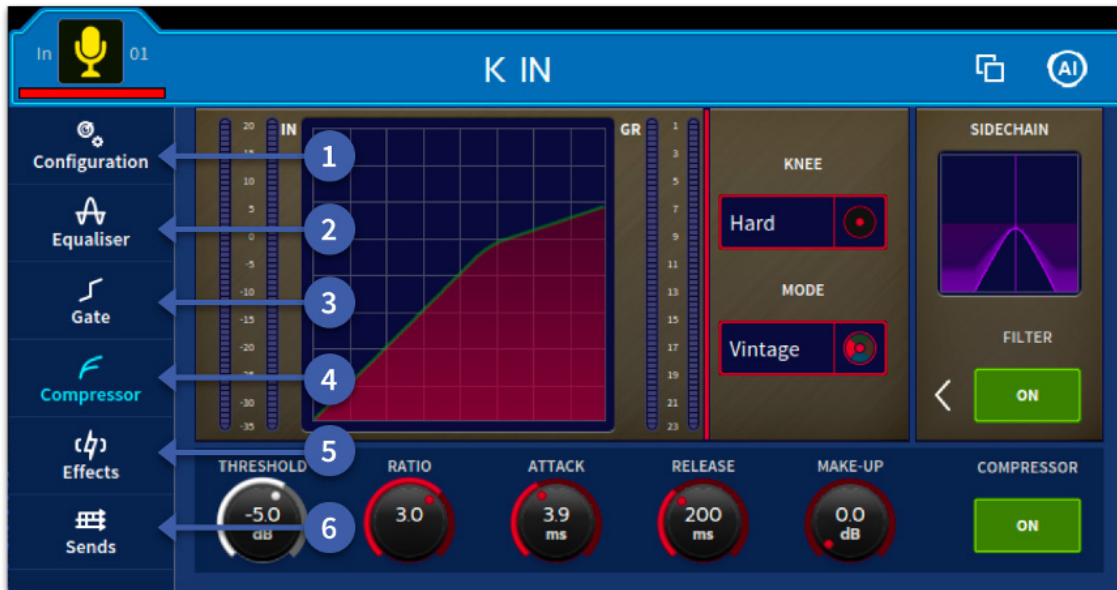 In
01
K IN
AI
Configuration
Equaliser
Gate
Compressor
Effects
Sends
1
2
3
4
5
6
20
15
10
5
0
-5
-10
-15
-20
-25
-30
-35
IN
GR
1
3
5
7
9
11
13
15
17
19
21
23
KNEE
Hard
MODE
Vintage
SIDECHAIN
FILTER
ON
THRESHOLD
-5.0
dB
RATIO
3.0
ATTACK
3.9
ms
RELEASE
200
ms
MAKE-UP
0.0
dB
COMPRESSOR
ON